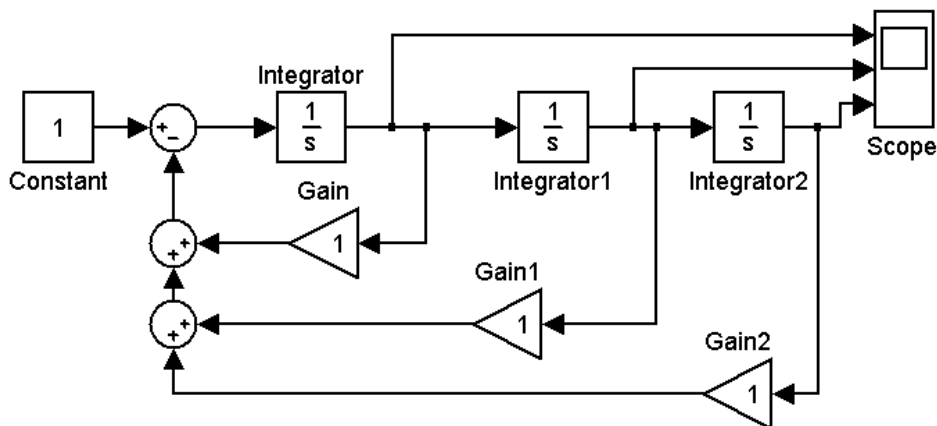 Integrator
1
Constant
+
−
1
s
1
s
1
s
Scope
Integrator1
Integrator2
Gain
1
+
+
Gain1
1
+
+
Gain2
1